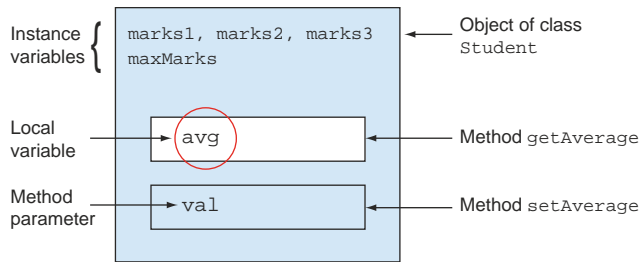 Instance
variables
marks1, marks2, marks3
maxMarks
Object of class
Student
Local
variable
avg
Method getAverage
Method
parameter
val
Method setAverage